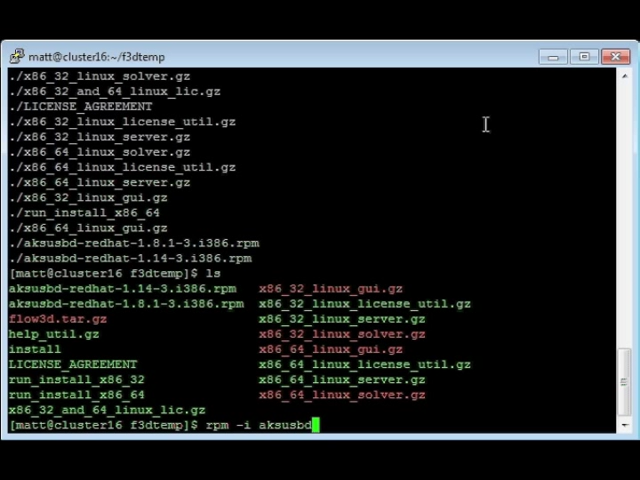 matt@cluster16:~/f3dtemp
./x86_32_linux_solver.gz
./x86_32_and_64_linux_lic.gz
./LICENSE_AGREEMENT
./x86_32_linux_license_util.gz
./x86_32_linux_server.gz
./x86_64_linux_solver.gz
./x86_64_linux_license_util.gz
./x86_64_linux_server.gz
./x86_32_linux_gui.gz
./run_install_x86_64
./x86_64_linux_gui.gz
./aksusbd-redhat-1.8.1-3.i386.rpm
./aksusbd-redhat-1.14-3.i386.rpm
[matt@cluster16 f3dtemp]$ ls
aksusbd-redhat-1.14-3.i386.rpm x86_32_linux_gui.gz
aksusbd-redhat-1.8.1-3.i386.rpm x86_32_linux_license_util.gz
flow3d.tar.gz x86_32_linux_server.gz
help_util.gz x86_32_linux_solver.gz
install x86_64_linux_gui.gz
LICENSE_AGREEMENT x86_64_linux_license_util.gz
run_install_x86_32 x86_64_linux_server.gz
run_install_x86_64 x86_64_linux_solver.gz
x86_32_and_64_linux_lic.gz
[matt@cluster16 f3dtemp]$ rpm -i aksusbd